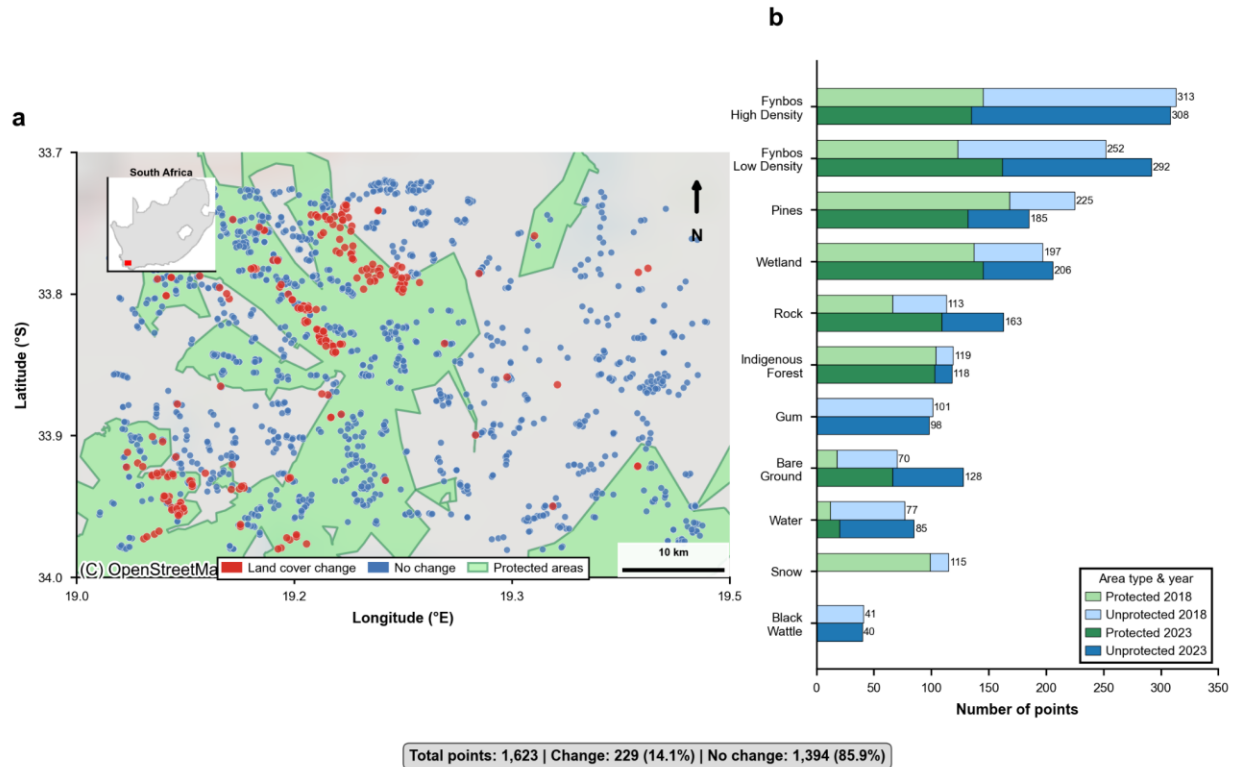 a
South Africa
N
33.7
33.8
33.9
34.0
Latitude (°S)
(C) OpenStreetMa
Land cover change
No change
Protected areas
10 km
19.0
19.2
19.3
19.5
Longitude (°E)
b
Fynbos
High Density
313
308
Fynbos
Low Density
252
292
Pines
225
185
Wetland
197
206
Rock
113
163
Indigenous
Forest
119
118
Gum
101
98
Bare
Ground
70
128
Water
77
85
Snow
115
Black
Wattle
41
40
Area type & year
Protected 2018
Unprotected 2018
Protected 2023
Unprotected 2023
0
50
100
150
200
250
300
350
Number of points
Total points: 1,623 | Change: 229 (14.1%) | No change: 1,394 (85.9%)